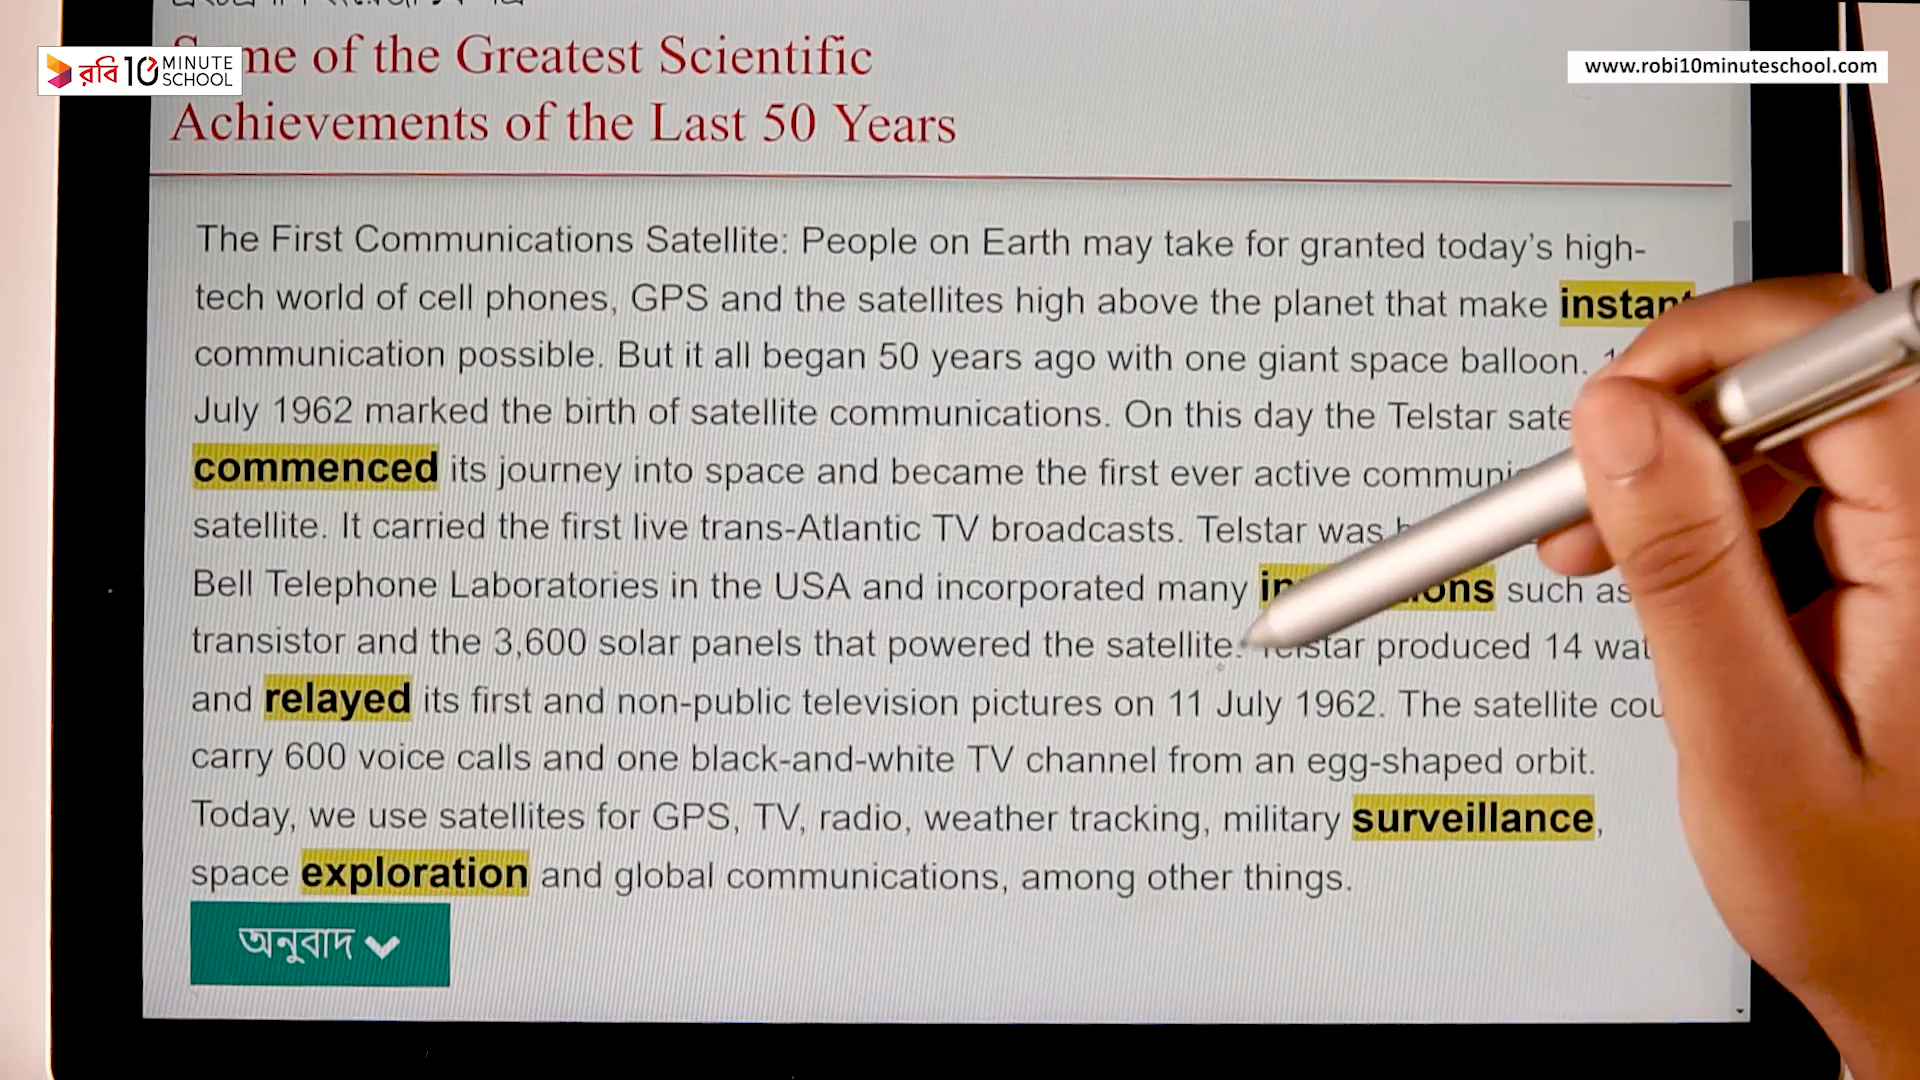 রবি 10 MINUTE SCHOOL
www.robi10minuteschool.com
of the Greatest Scientific
Achievements of the Last 50 Years
The First Communications Satellite: People on Earth may take for granted today's high-
tech world of cell phones, GPS and the satellites high above the planet that make instant
communication possible. But it all began 50 years ago with one giant space balloon.
July 1962 marked the birth of satellite communications. On this day the Telstar
commenced its journey into space and became the first ever active
satellite. It carried the first live trans-Atlantic TV broadcasts. Telstar was
Bell Telephone Laboratories in the USA and incorporated many such as
transistor and the 3,600 solar panels that powered the satellite. Telstar produced 14
and relayed its first and non-public television pictures on 11 July 1962. The satellite
carry 600 voice calls and one black-and-white TV channel from an egg-shaped orbit.
Today, we use satellites for GPS, TV, radio, weather tracking, military surveillance,
space exploration and global communications, among other things.
অনুবাদ